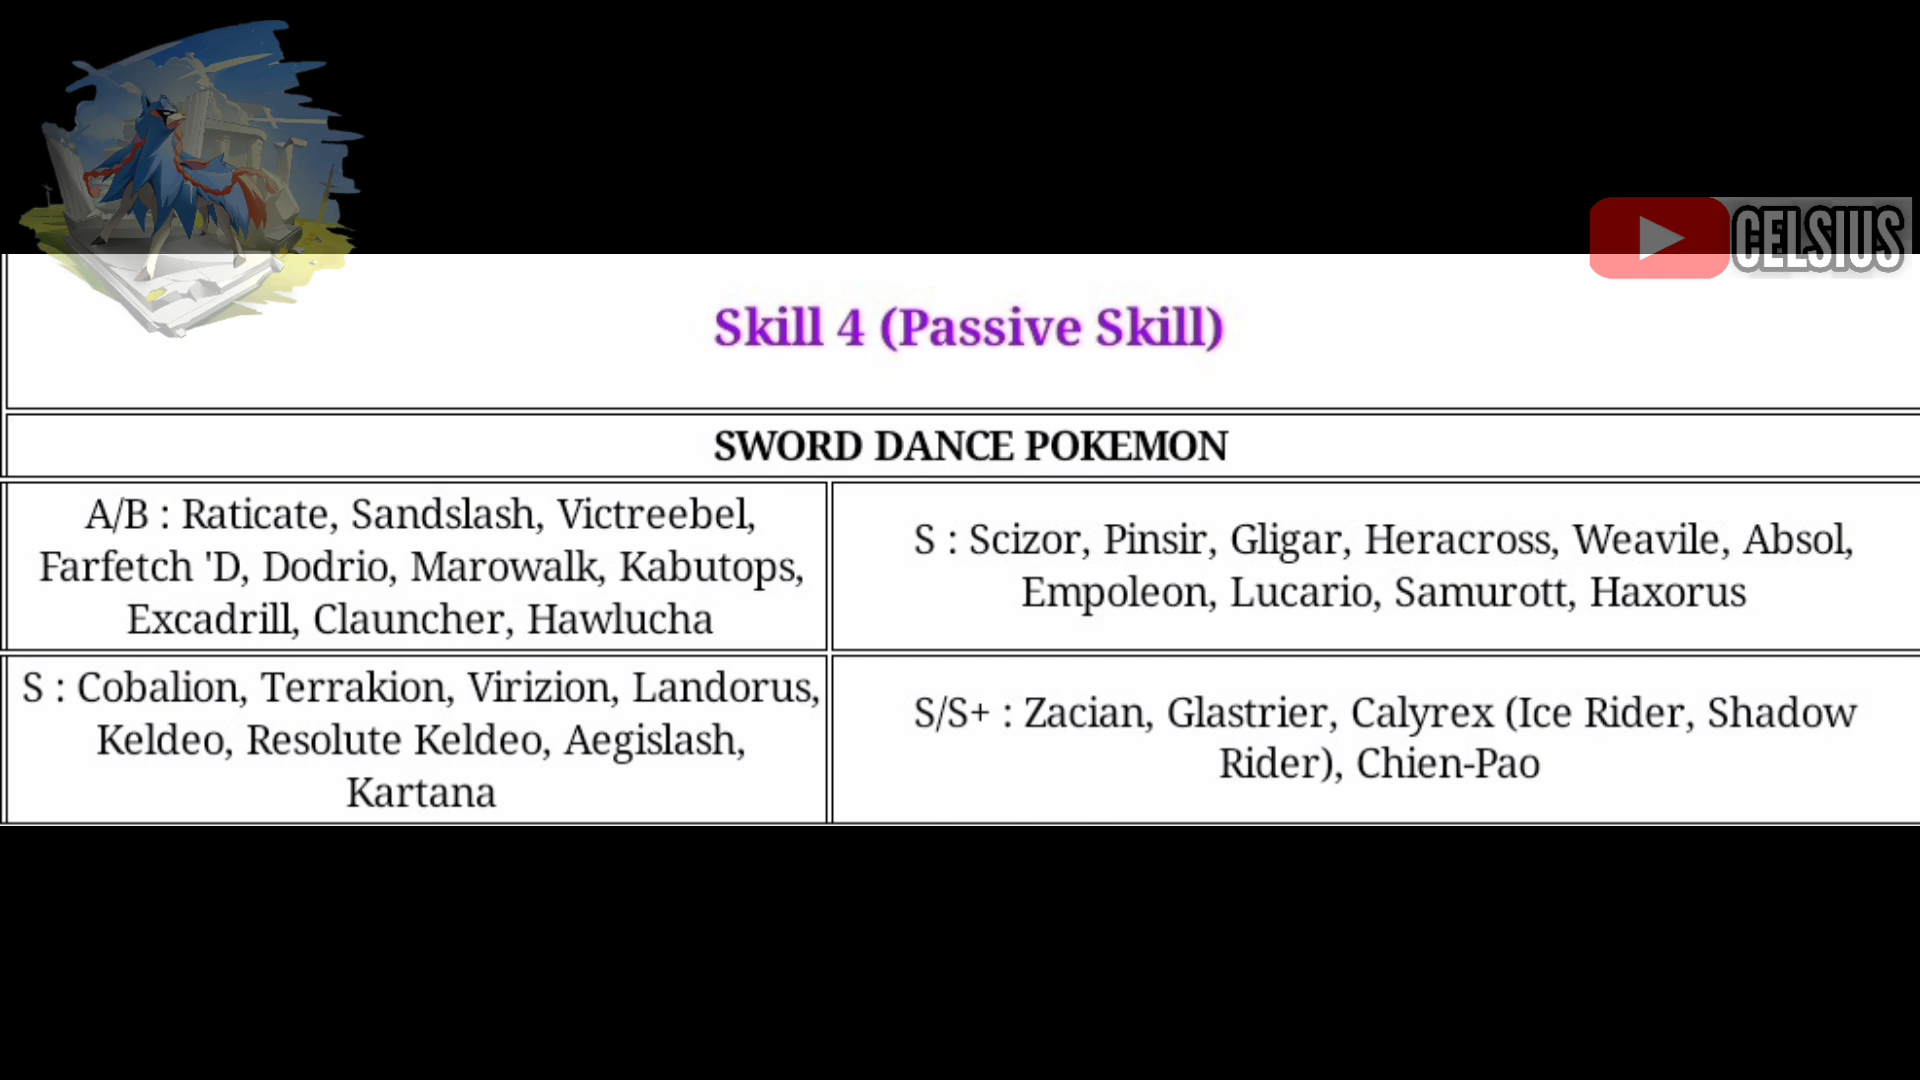 CELSIUS
Skill 4 (Passive Skill)
SWORD DANCE POKEMON
A/B : Raticate, Sandslash, Victreebel,
Farfetch 'D, Dodrio, Marowalk, Kabutops,
Excadrill, Clauncher, Hawlucha
S : Scizor, Pinsir, Gligar, Heracross, Weavile, Absol,
Empoleon, Lucario, Samurott, Haxorus
S : Cobalion, Terrakion, Virizion, Landorus,
Keldeo, Resolute Keldeo, Aegislash,
Kartana
S/S+ : Zacian, Glastrier, Calyrex (Ice Rider, Shadow
Rider), Chien-Pao